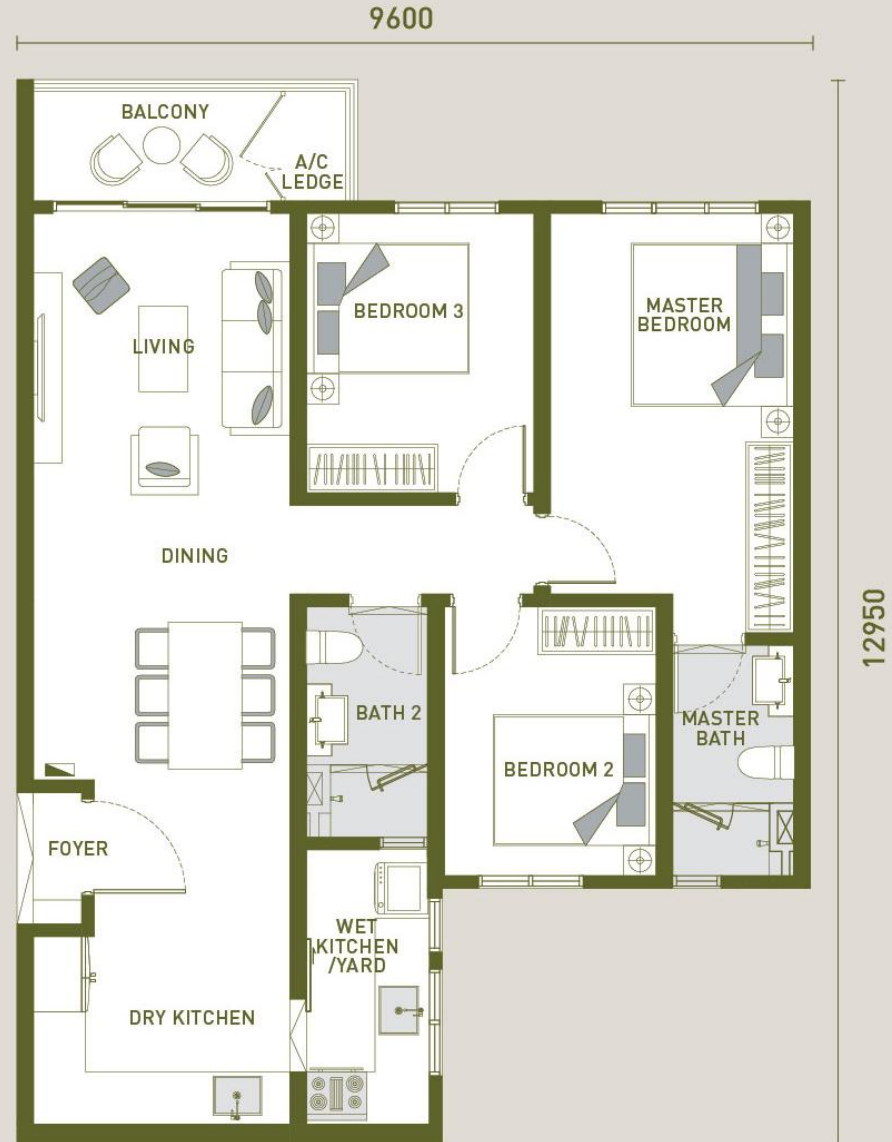 9600
BALCONY
A/C
LEDGE
BEDROOM 3
MASTER
BEDROOM
LIVING
DINING
12950
BATH 2
MASTER
BATH
BEDROOM 2
FOYER
WET
KITCHEN
/YARD
DRY KITCHEN